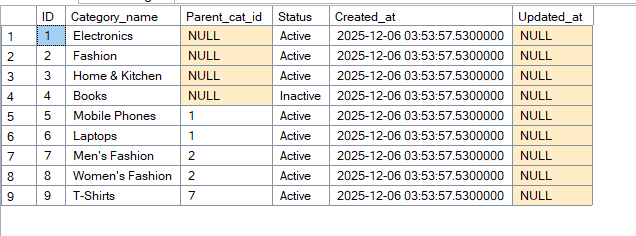 ID Category_name Parent_cat_id Status Created_at Updated_at
1 1 Electronics NULL Active 2025-12-06 03:53:57.5300000 NULL
2 2 Fashion NULL Active 2025-12-06 03:53:57.5300000 NULL
3 3 Home & Kitchen NULL Active 2025-12-06 03:53:57.5300000 NULL
4 4 Books NULL Inactive 2025-12-06 03:53:57.5300000 NULL
5 5 Mobile Phones 1 Active 2025-12-06 03:53:57.5300000 NULL
6 6 Laptops 1 Active 2025-12-06 03:53:57.5300000 NULL
7 7 Men's Fashion 2 Active 2025-12-06 03:53:57.5300000 NULL
8 8 Women's Fashion 2 Active 2025-12-06 03:53:57.5300000 NULL
9 9 T-Shirts 7 Active 2025-12-06 03:53:57.5300000 NULL